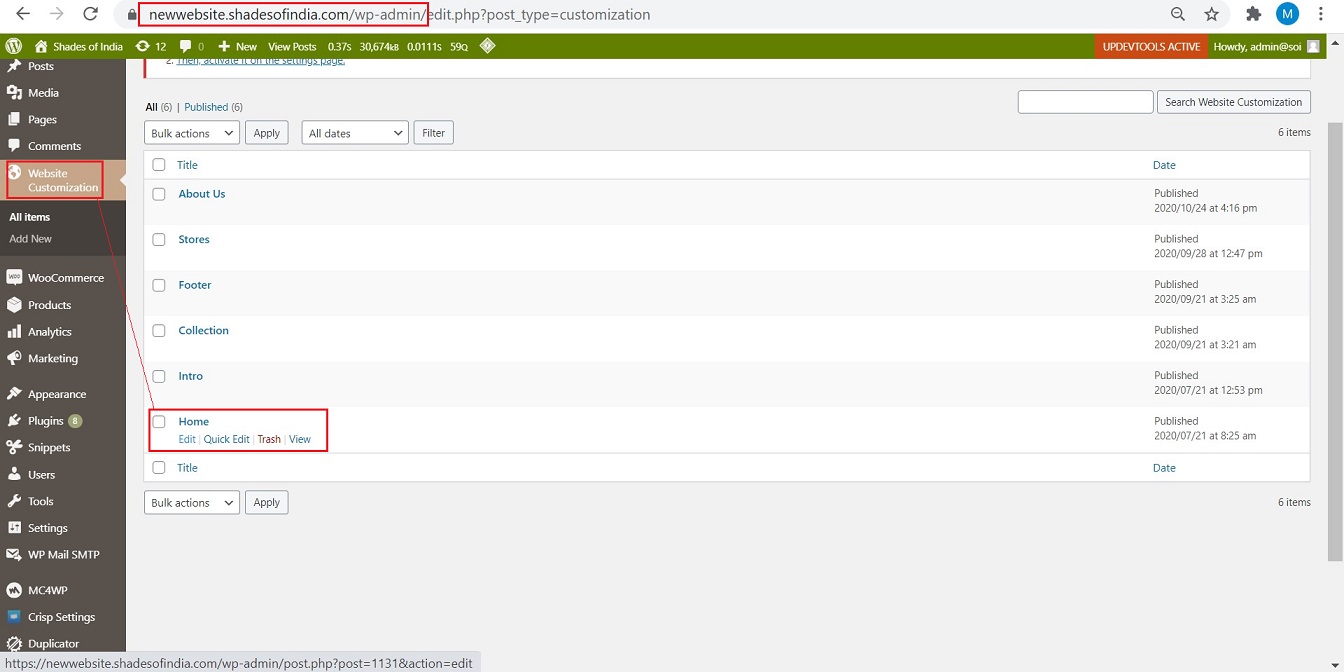 newwebsite.shadesofindia.com/wp-admin/edit.php?post_type=customization M
Shades of India 12 0 New View Posts 0.37s 30,674kB 0.0111s 59Q UPDEVTOOLS ACTIVE Howdy, admin@soi
Posts
Media
Pages
Comments
Website
Customization
All items
Add New
WooCommerce
Products
Analytics
Marketing
Appearance
Plugins 8
Snippets
Users
Tools
Settings
WP Mail SMTP
MC4WP
Crisp Settings
Duplicator
2. Then, activate it on the settings page.
All (6) | Published (6)
Search Website Customization
Bulk actions Apply All dates Filter
6 items
Title Date
About Us Published
2020/10/24 at 4:16 pm
Stores Published
2020/09/28 at 12:47 pm
Footer Published
2020/09/21 at 3:25 am
Collection Published
2020/09/21 at 3:21 am
Intro Published
2020/07/21 at 12:53 pm
Home Published
Edit | Quick Edit | Trash | View 2020/07/21 at 8:25 am
Title Date
Bulk actions Apply 6 items
https://newwebsite.shadesofindia.com/wp-admin/post.php?post=1131&action=edit